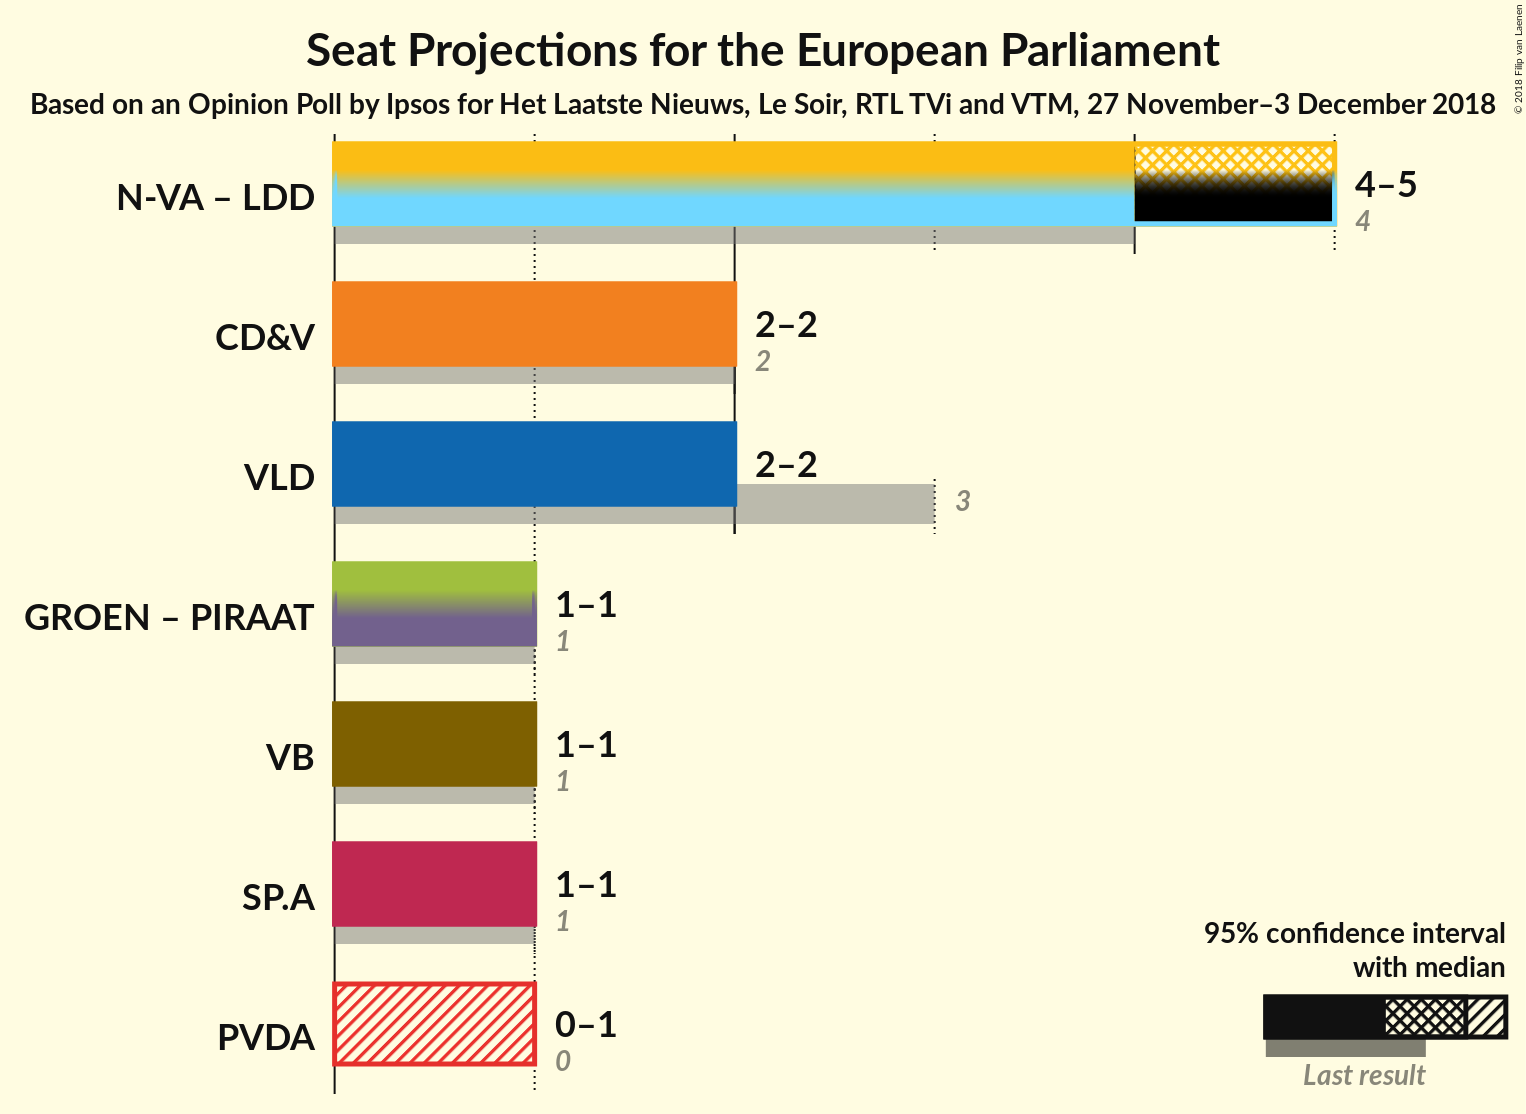 Seat Projections for the European Parliament
Based on an Opinion Poll by Ipsos for Het Laatste Nieuws, Le Soir, RTL TVi and VTM, 27 November–3 December 2018
© 2018 Filip van Laenen
N-VA – LDD
4–5
4
CD&V
2–2
2
VLD
2–2
3
GROEN – PIRAAT
1–1
1
VB
1–1
1
SP.A
1–1
1
PVDA
0–1
0
95% confidence interval
with median
Last result